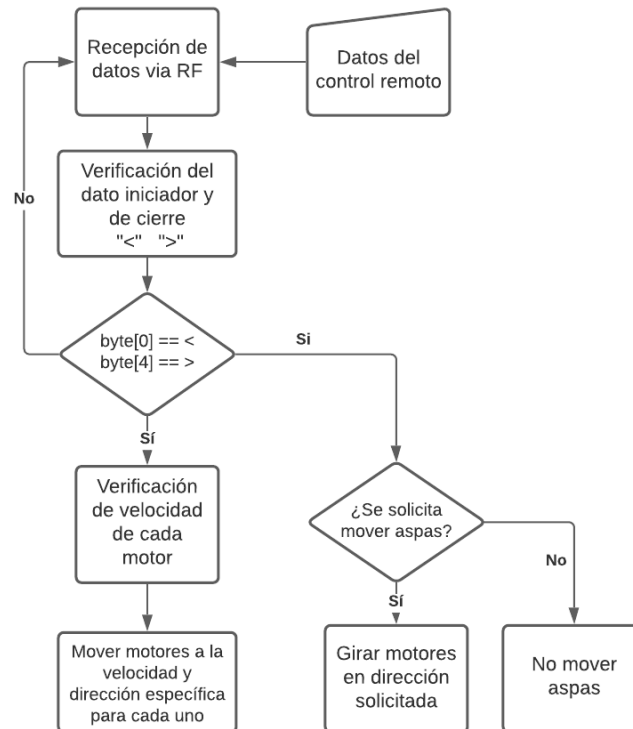 Recepción de
datos via RF
Datos del
control remoto
No
Verificación del
dato iniciador y
de cierre
"<" ">"
byte[0] == <
byte[4] == >
Si
Sí
Verificación
de velocidad
de cada
motor
¿Se solicita
mover aspas?
No
Sí
Mover motores a la
velocidad y
dirección específica
para cada uno
Girar motores
en dirección
solicitada
No mover
aspas